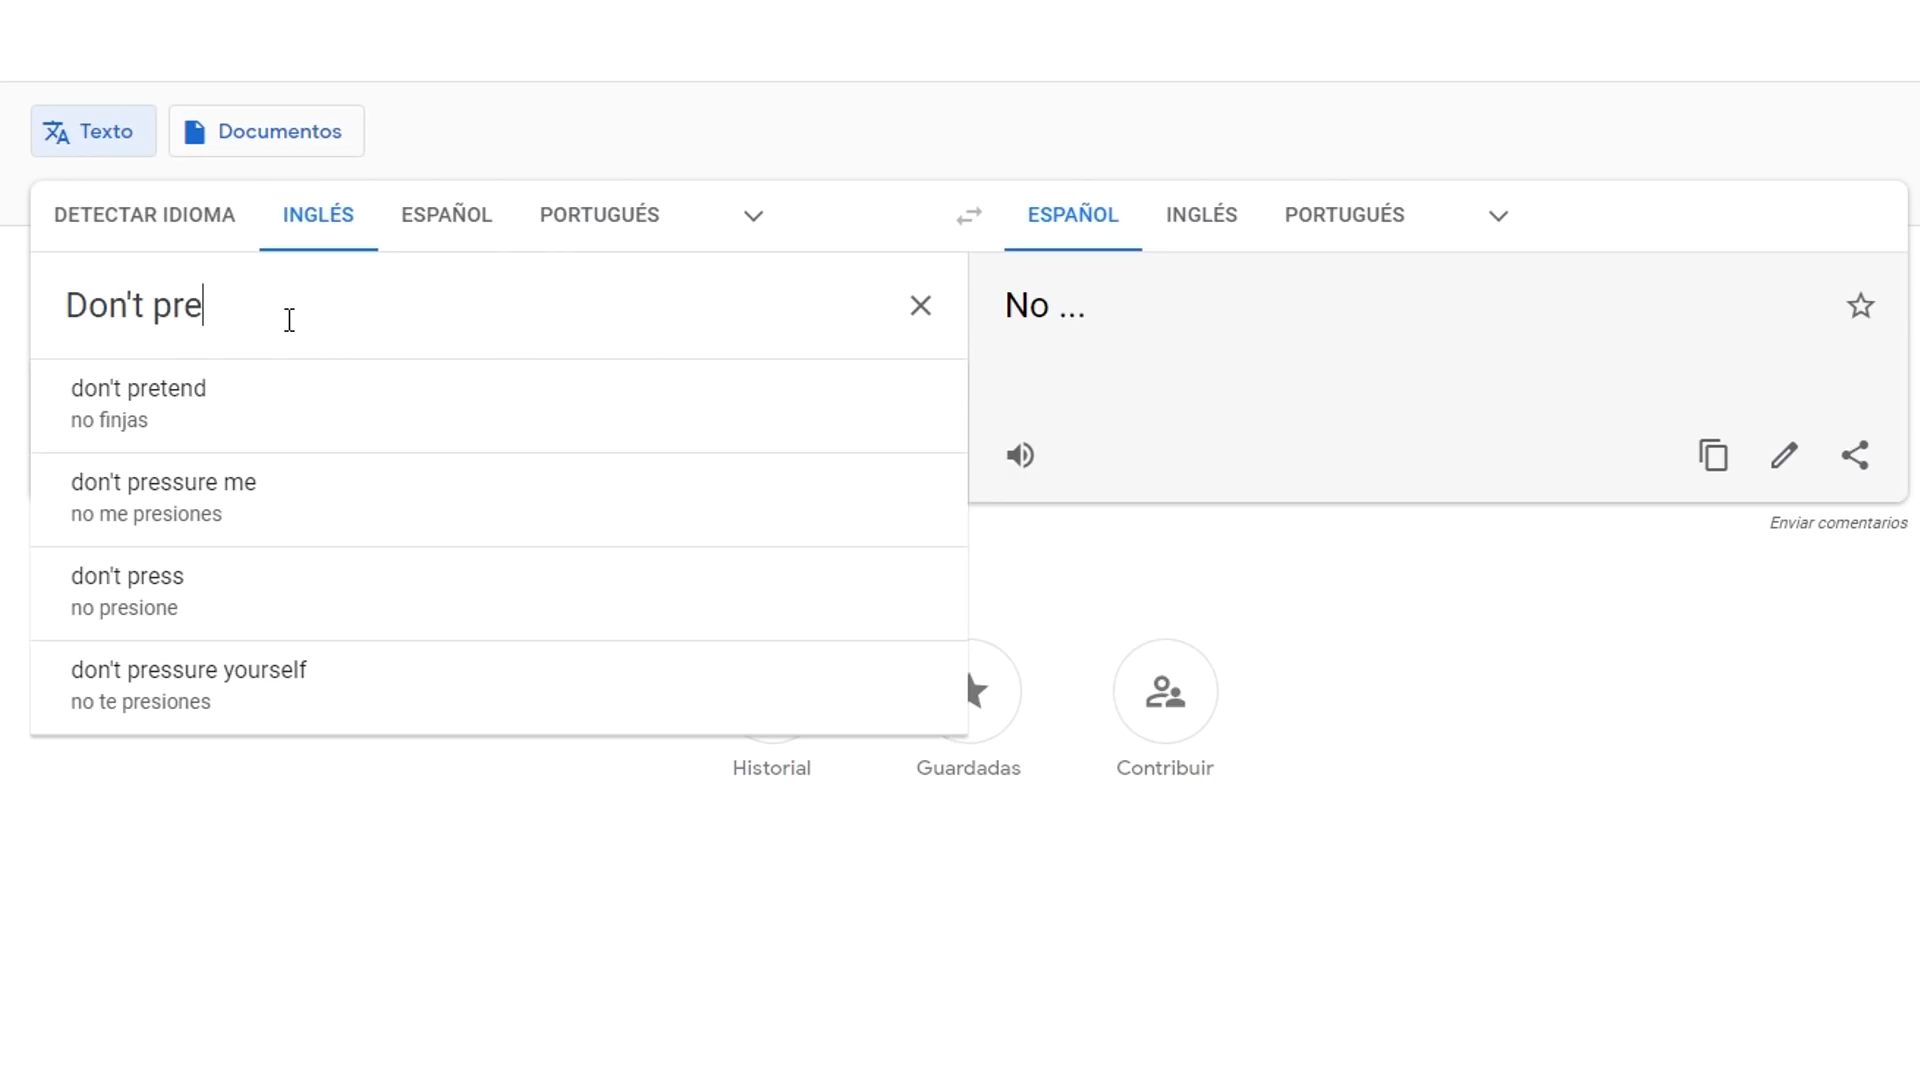 Texto
Documentos
DETECTAR IDIOMA
INGLÉS
ESPAÑOL
PORTUGUÉS
ESPAÑOL
INGLÉS
PORTUGUÉS
Don't pre
No ...
don't pretend
no finjas
don't pressure me
no me presiones
don't press
no presione
don't pressure yourself
no te presiones
Enviar comentarios
Historial
Guardadas
Contribuir